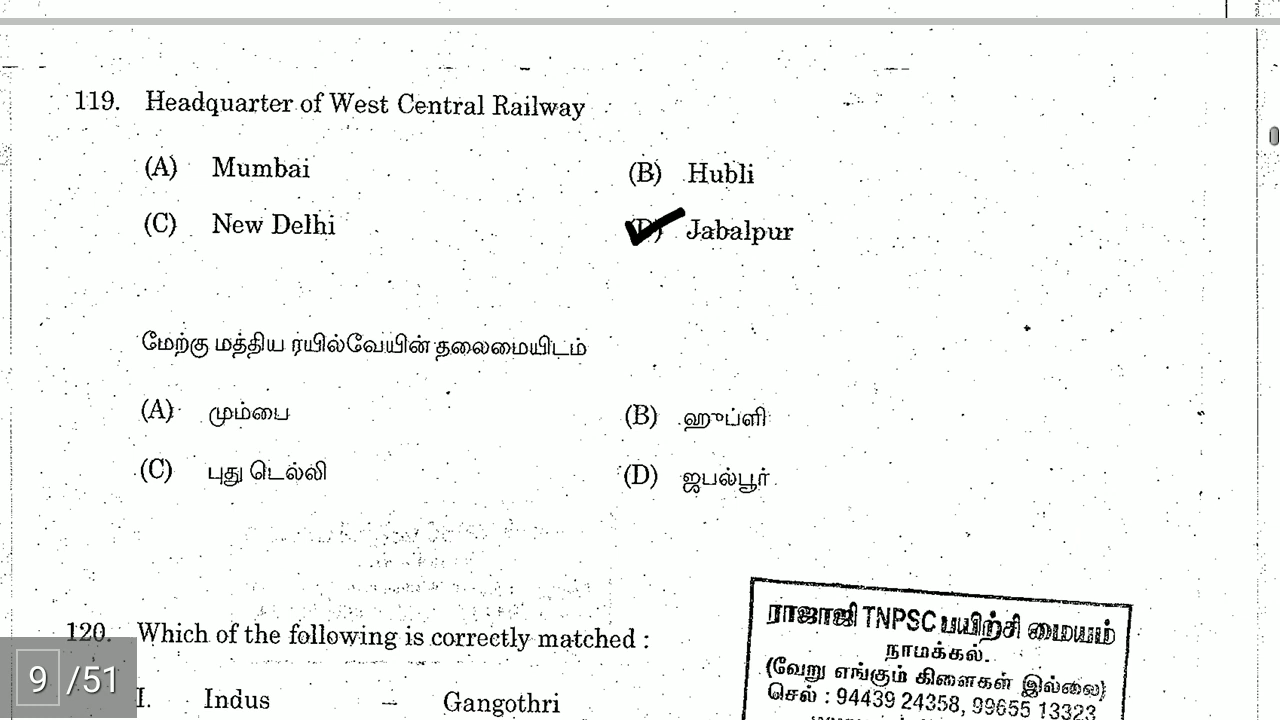 119. Headquarter of West Central Railway
(A) Mumbai (B) Hubli
(C) New Delhi (D) Jabalpur
மேற்கு மத்திய ரயில்வேயின் தலைமையிடம்
(A) மும்பை (B) ஹுப்ளி
(C) புது டெல்லி (D) ஜபல்பூர்
120. Which of the following is correctly matched :
I. Indus – Gangothri
ராஜாஜி TNPSC பயிற்சி மையம்
நாமக்கல்.
(வேறு எங்கும் கிளைகள் இல்லை)
செல் : 94439 24358, 99655 13323
9 /51